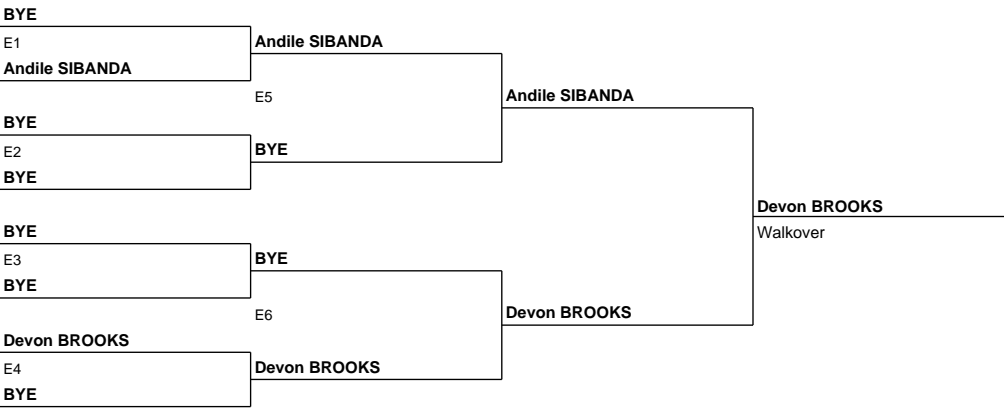 BYE
E1
Andile SIBANDA
BYE
E2
BYE
BYE
E3
BYE
Devon BROOKS
E4
BYE
Andile SIBANDA
E5
BYE
BYE
E6
Devon BROOKS
Andile SIBANDA
Devon BROOKS
Devon BROOKS
Walkover